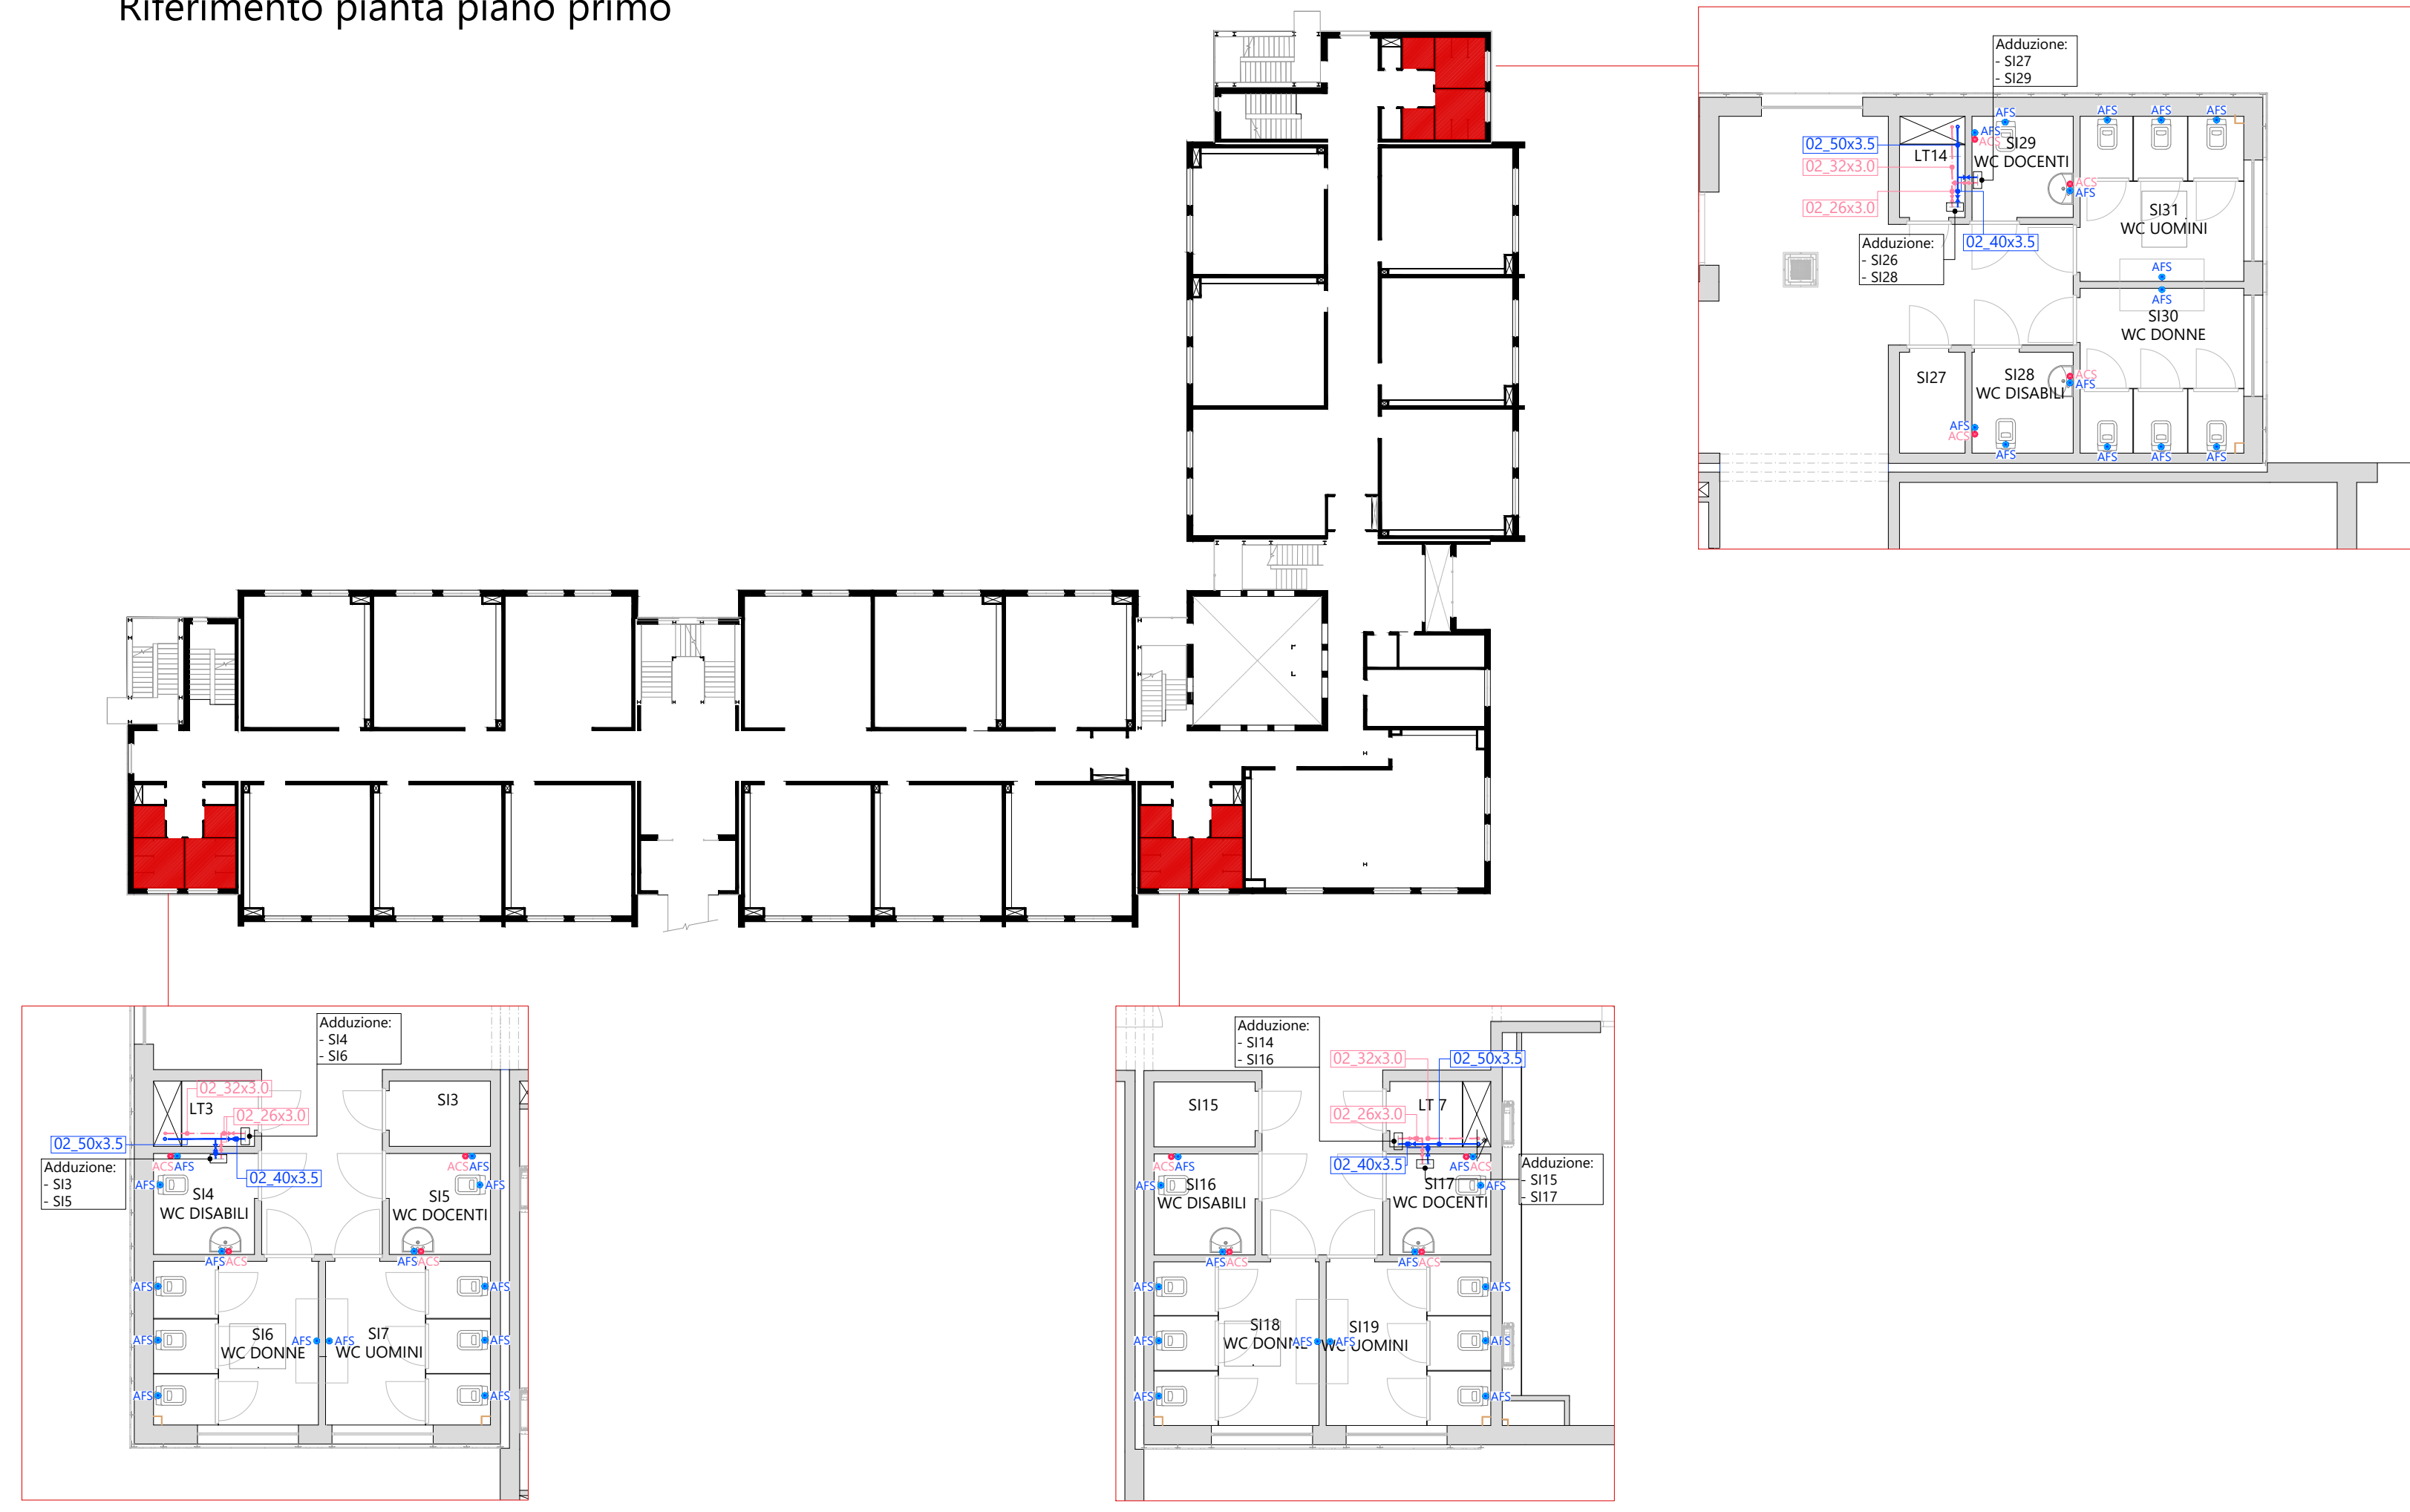 Riferimento pianta piano primo
Adduzione:
- SI27
- SI29
AFS
AFS
AFS
AFS
AFS
ACS
02_50x3.5
SI29
WC DOCENTI
LT14
02_32x3.0
ACS
AFS
02_26x3.0
SI31
WC UOMINI
Adduzione:
- SI26
- SI28
02_40x3.5
AFS
AFS
SI30
WC DONNE
SI27
SI28
WC DISABILI
ACS
AFS
AFS
ACS
AFS
AFS
AFS
AFS
Adduzione:
- SI4
- SI6
02_32x3.0
LT3
SI3
02_26x3.0
02_50x3.5
Adduzione:
- SI3
- SI5
ACS
AFS
ACS
AFS
02_40x3.5
AFS
AFS
SI4
WC DISABILI
SI5
WC DOCENTI
AFS
ACS
AFS
ACS
AFS
AFS
SI6
WC DONNE
AFS
AFS
SI7
WC UOMINI
AFS
AFS
AFS
AFS
Adduzione:
- SI14
- SI16
02_32x3.0
02_50x3.5
SI15
LT 7
02_26x3.0
02_40x3.5
Adduzione:
- SI15
- SI17
ACS
AFS
AFS
ACS
AFS
AFS
SI16
WC DISABILI
SI17
WC DOCENTI
AFS
ACS
AFS
ACS
AFS
AFS
SI18
WC DONNE
AFS
AFS
SI19
WC UOMINI
AFS
AFS
AFS
AFS